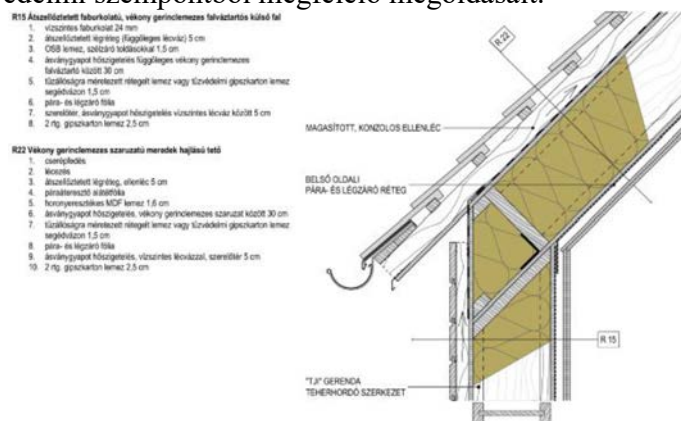 szempontból megfelelő megoldásait.
R15 Átszellőztetett faburkolatú, vékony gerinclemezes falváztartós külső fal
1. vízszintes faburkolat 24 mm
2. átszellőztetett légréteg (függőleges lécváz) 5 cm
3. OSB lemez, szélzáró toldásokkal 1,5 cm
4. ásványgyapot hőszigetelés függőleges vékony gerinclemezes
falváztartó között 30 cm
5. tűzállóságra méretezett rétegelt lemez vagy tűzvédelmi gipszkarton lemez
segédvázon 1,5 cm
6. pára- és légzáró fólia
7. szerelőtér, ásványgyapot hőszigetelés vízszintes lécváz között 5 cm
8. 2 rtg. gipszkarton lemez 2,5 cm
R22 Vékony gerinclemezes szaruzatú meredek hajlású tető
1. cserépfedés
2. lécezés
3. átszellőztetett légréteg, ellenléc 5 cm
4. páraáteresztő alátétfólia
5. horonyeresztékes MDF lemez 1,6 cm
6. ásványgyapot hőszigetelés, vékony gerinclemezes szaruzat között 30 cm
7. tűzállóságra méretezett rétegelt lemez vagy tűzvédelmi gipszkarton lemez
segédvázon 1,5 cm
8. pára- és légzáró fólia
9. ásványgyapot hőszigetelés, vízszintes lécvázzal, szerelőtér 5 cm
10. 2 rtg. gipszkarton lemez 2,5 cm
R 22
MAGASÍTOTT, KONZOLOS ELLENLÉC
BELSŐ OLDALI
PÁRA- ÉS LÉGZÁRÓ RÉTEG
R 15
"TJI" GERENDA
TEHERHORDÓ SZERKEZET